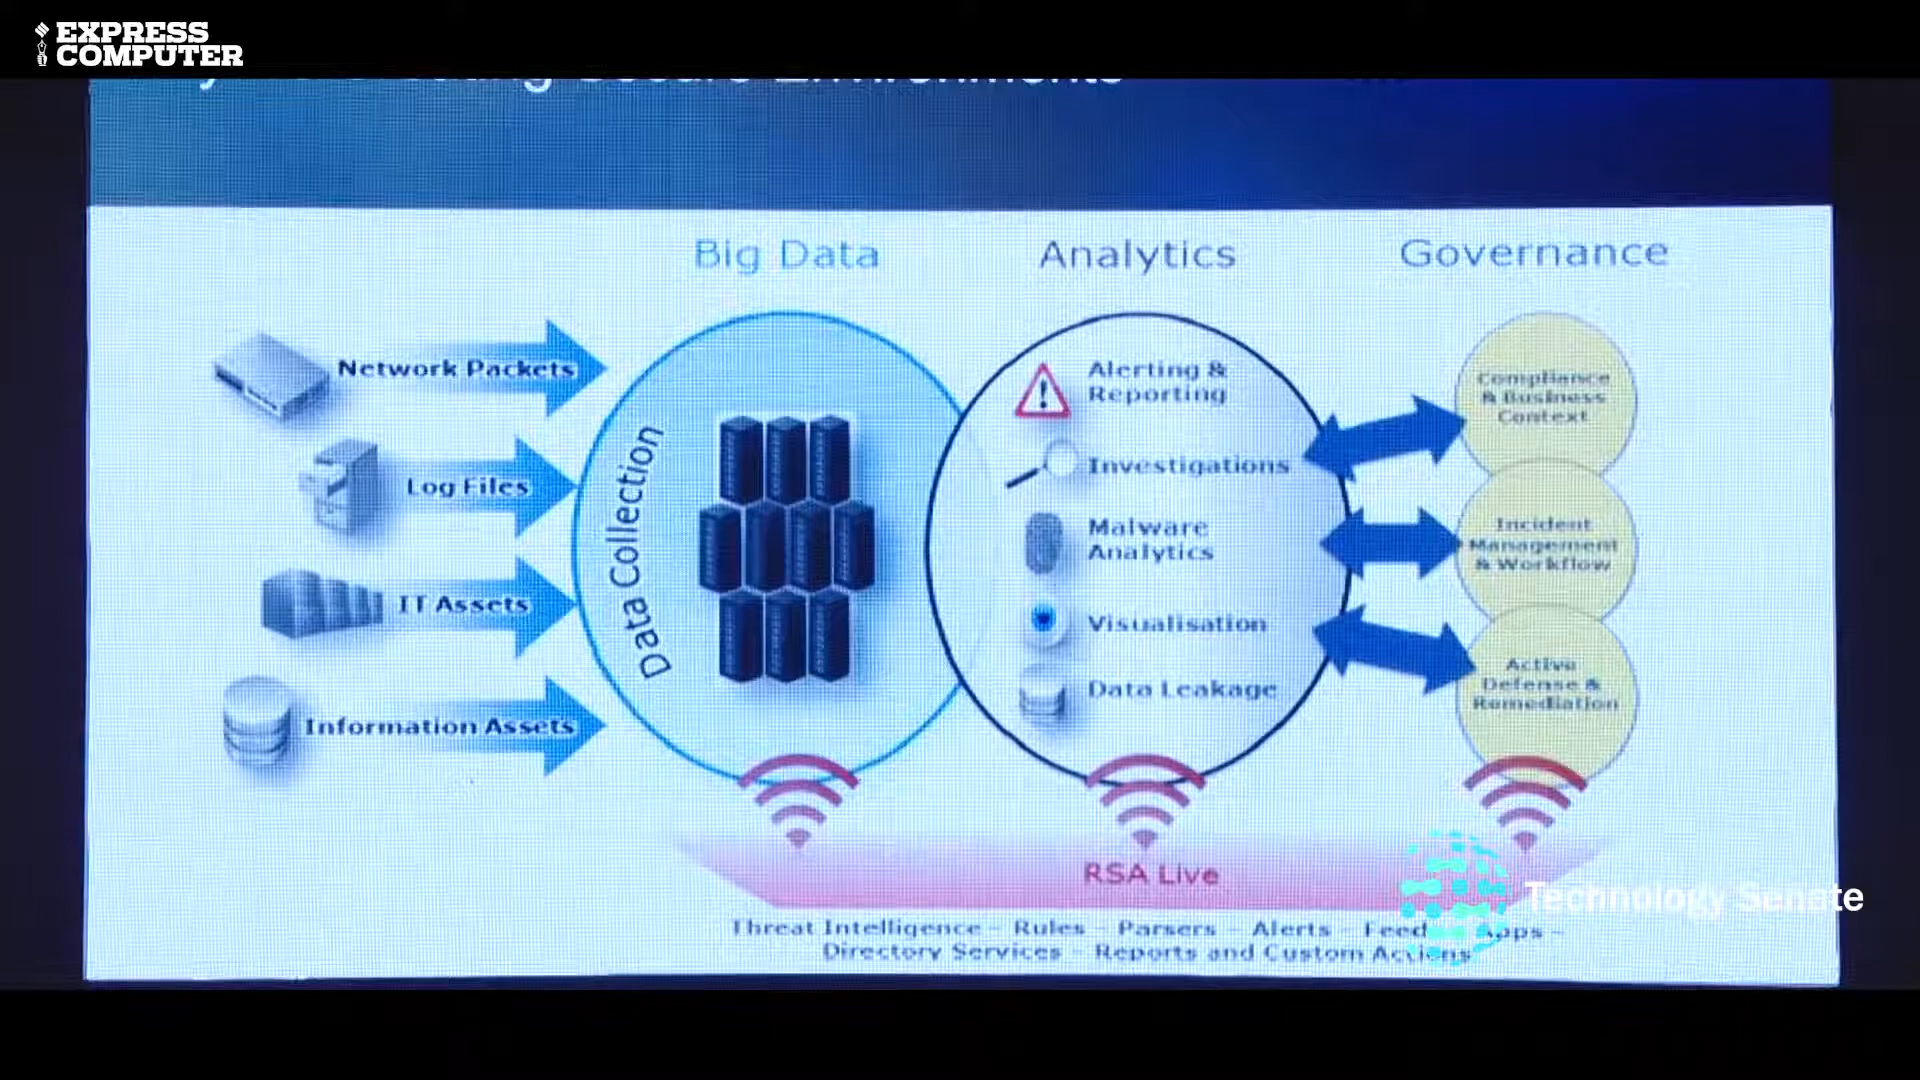 EXPRESS
COMPUTER
Secure Environments
Big Data
Analytics
Governance
Network Packets
Log Files
IT Assets
Information Assets
Data Collection
Alerting &
Reporting
Investigations
Malware
Analytics
Visualisation
Data Leakage
Compliance
& Business
Context
Incident
Management
& Workflow
Active
Defense &
Remediation
RSA Live
Technology Senate
Threat Intelligence – Rules – Parsers – Alerts – Feed Apps –
Directory Services – Reports and Custom Actions